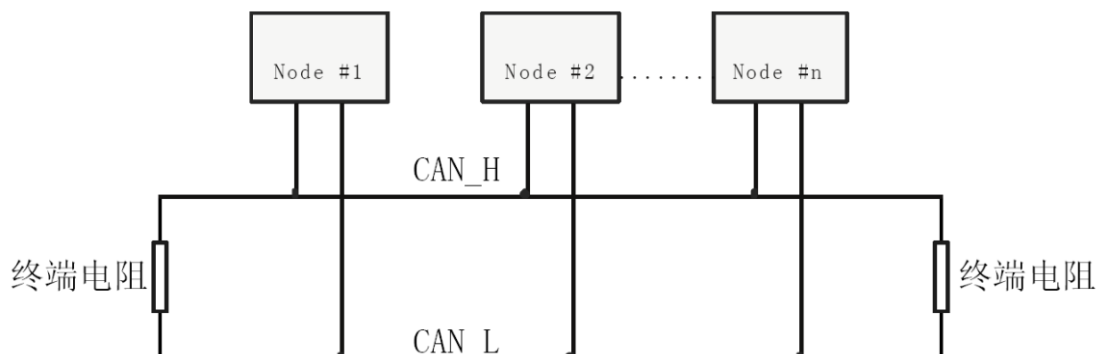 Node #1
Node #2
........
Node #n
CAN_H
终端电阻
终端电阻
CAN_L